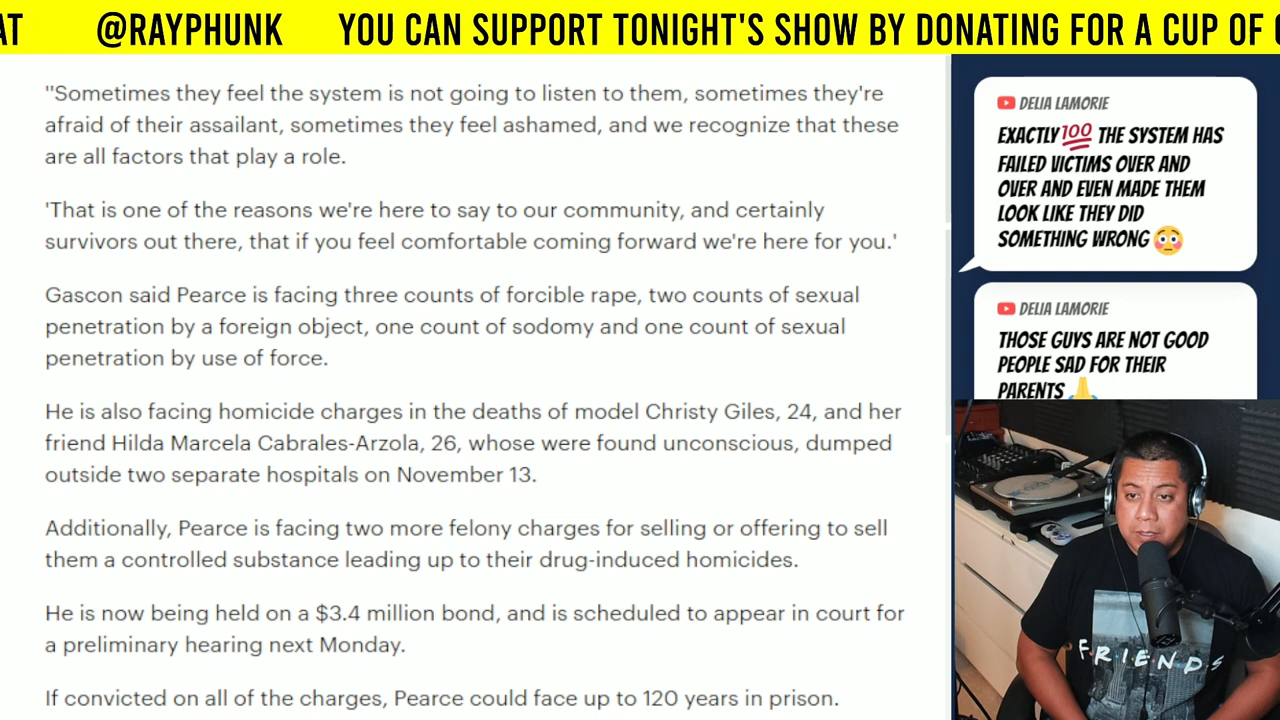 AT @RAYPHUNK YOU CAN SUPPORT TONIGHT'S SHOW BY DONATING FOR A CUP OF
"Sometimes they feel the system is not going to listen to them, sometimes they're
afraid of their assailant, sometimes they feel ashamed, and we recognize that these
are all factors that play a role.
'That is one of the reasons we're here to say to our community, and certainly
survivors out there, that if you feel comfortable coming forward we're here for you.'
Gascon said Pearce is facing three counts of forcible rape, two counts of sexual
penetration by a foreign object, one count of sodomy and one count of sexual
penetration by use of force.
He is also facing homicide charges in the deaths of model Christy Giles, 24, and her
friend Hilda Marcela Cabrales-Arzola, 26, whose were found unconscious, dumped
outside two separate hospitals on November 13.
Additionally, Pearce is facing two more felony charges for selling or offering to sell
them a controlled substance leading up to their drug-induced homicides.
He is now being held on a $3.4 million bond, and is scheduled to appear in court for
a preliminary hearing next Monday.
If convicted on all of the charges, Pearce could face up to 120 years in prison.
DELIA LAMORIE
EXACTLY💯 THE SYSTEM HAS
FAILED VICTIMS OVER AND
OVER AND EVEN MADE THEM
LOOK LIKE THEY DID
SOMETHING WRONG😳
DELIA LAMORIE
THOSE GUYS ARE NOT GOOD
PEOPLE SAD FOR THEIR
PARENTS🙏
FRIENDS